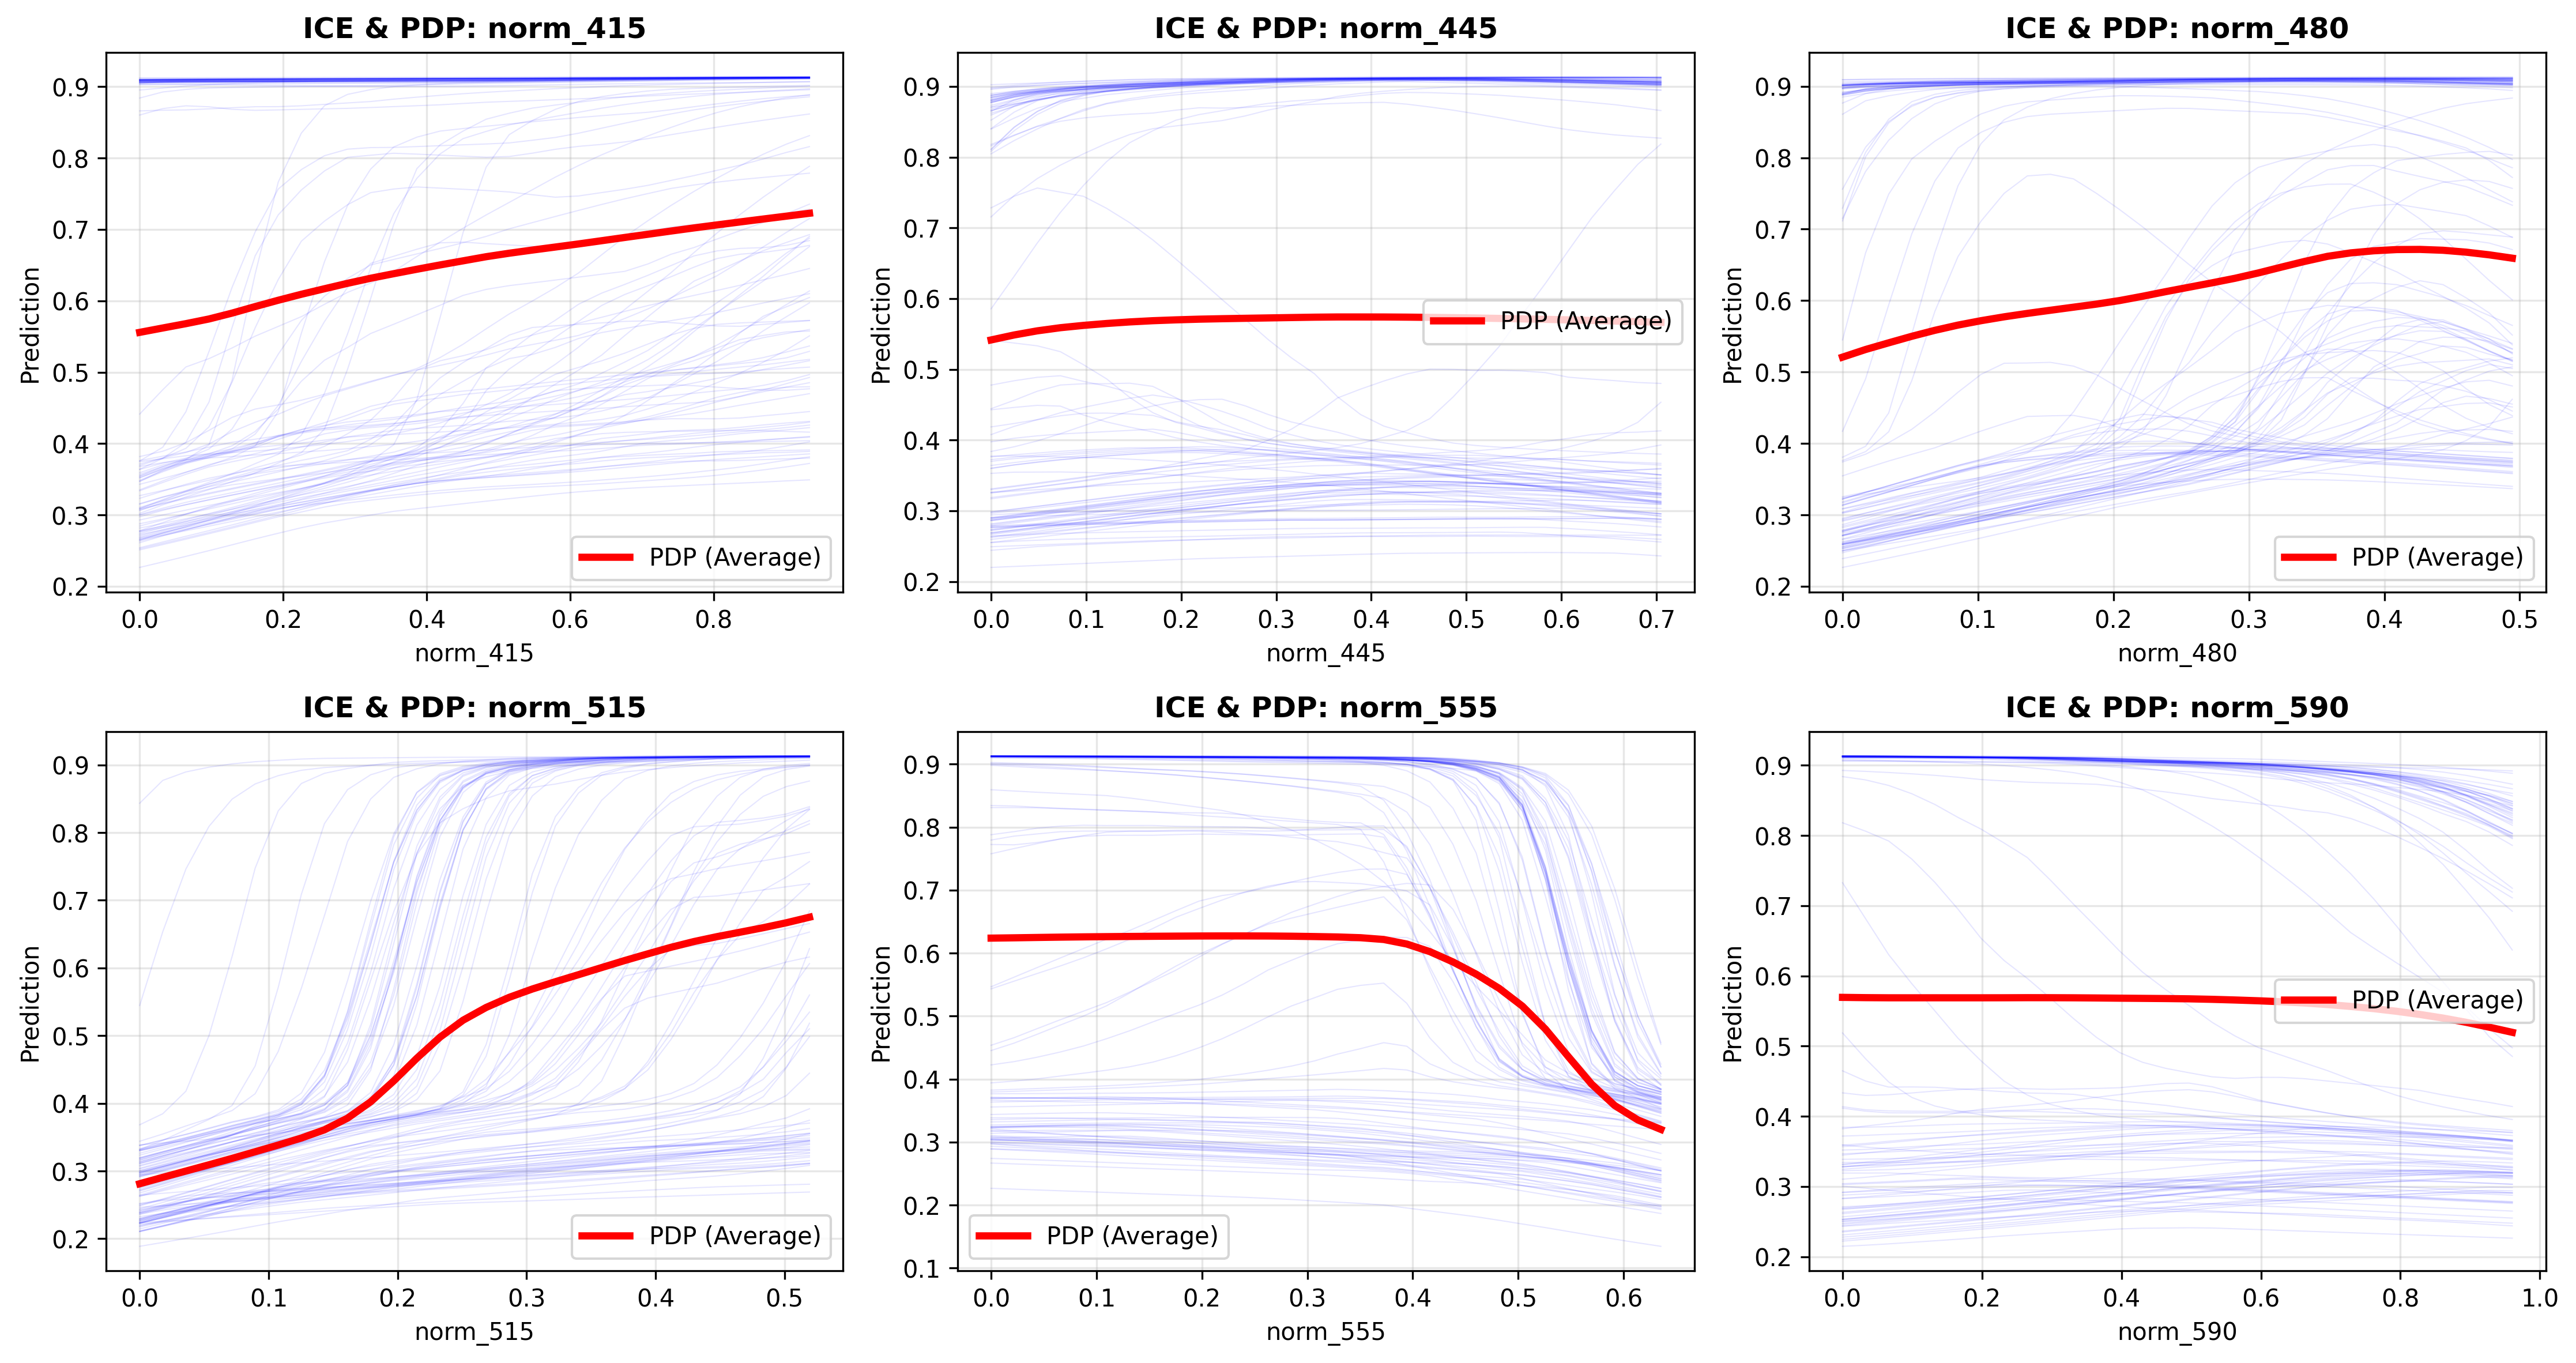 ICE & PDP: norm_415
Prediction
0.9
0.8
0.7
0.6
0.5
0.4
0.3
0.2
PDP (Average)
0.0 0.2 0.4 0.6 0.8
norm_415
ICE & PDP: norm_445
Prediction
0.9
0.8
0.7
0.6
0.5
0.4
0.3
0.2
PDP (Average)
0.0 0.1 0.2 0.3 0.4 0.5 0.6 0.7
norm_445
ICE & PDP: norm_480
Prediction
0.9
0.8
0.7
0.6
0.5
0.4
0.3
0.2
PDP (Average)
0.0 0.1 0.2 0.3 0.4 0.5
norm_480
ICE & PDP: norm_515
Prediction
0.9
0.8
0.7
0.6
0.5
0.4
0.3
0.2
PDP (Average)
0.0 0.1 0.2 0.3 0.4 0.5
norm_515
ICE & PDP: norm_555
Prediction
0.9
0.8
0.7
0.6
0.5
0.4
0.3
0.2
0.1
PDP (Average)
0.0 0.1 0.2 0.3 0.4 0.5 0.6
norm_555
ICE & PDP: norm_590
Prediction
0.9
0.8
0.7
0.6
0.5
0.4
0.3
0.2
PDP (Average)
0.0 0.2 0.4 0.6 0.8 1.0
norm_590